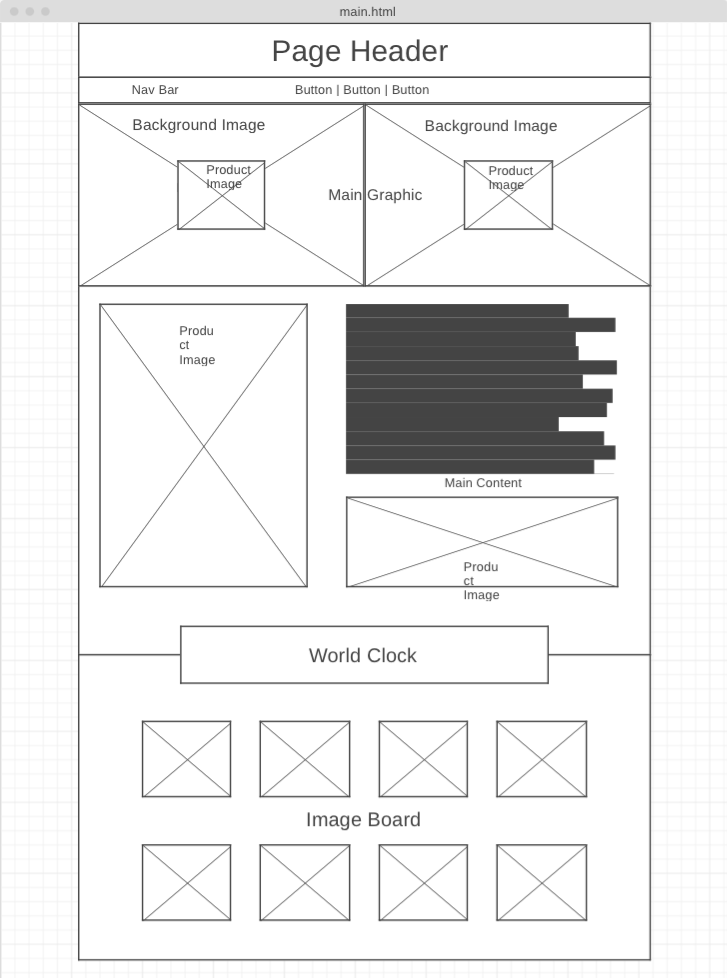 main.html
Page Header
Nav Bar
Button | Button | Button
Background Image
Background Image
Product
Image
Product
Image
Main Graphic
Produ
ct
Image
Main Content
Produ
ct
Image
World Clock
Image Board